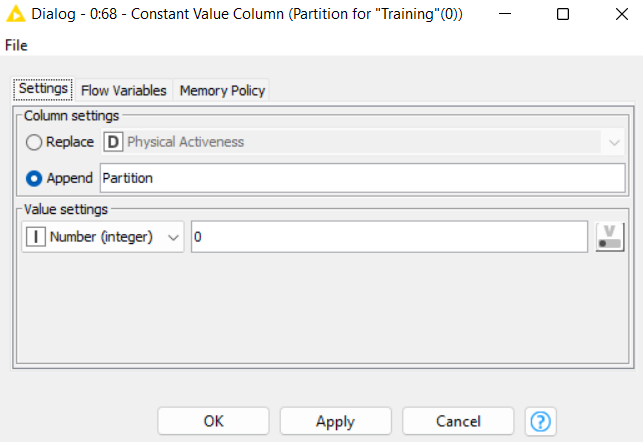 Dialog - 0:68 - Constant Value Column (Partition for "Training"(0))
File
Settings Flow Variables Memory Policy
Column settings
Replace D Physical Activeness
Append Partition
Value settings
I Number (integer) 0 V
OK Apply Cancel ?